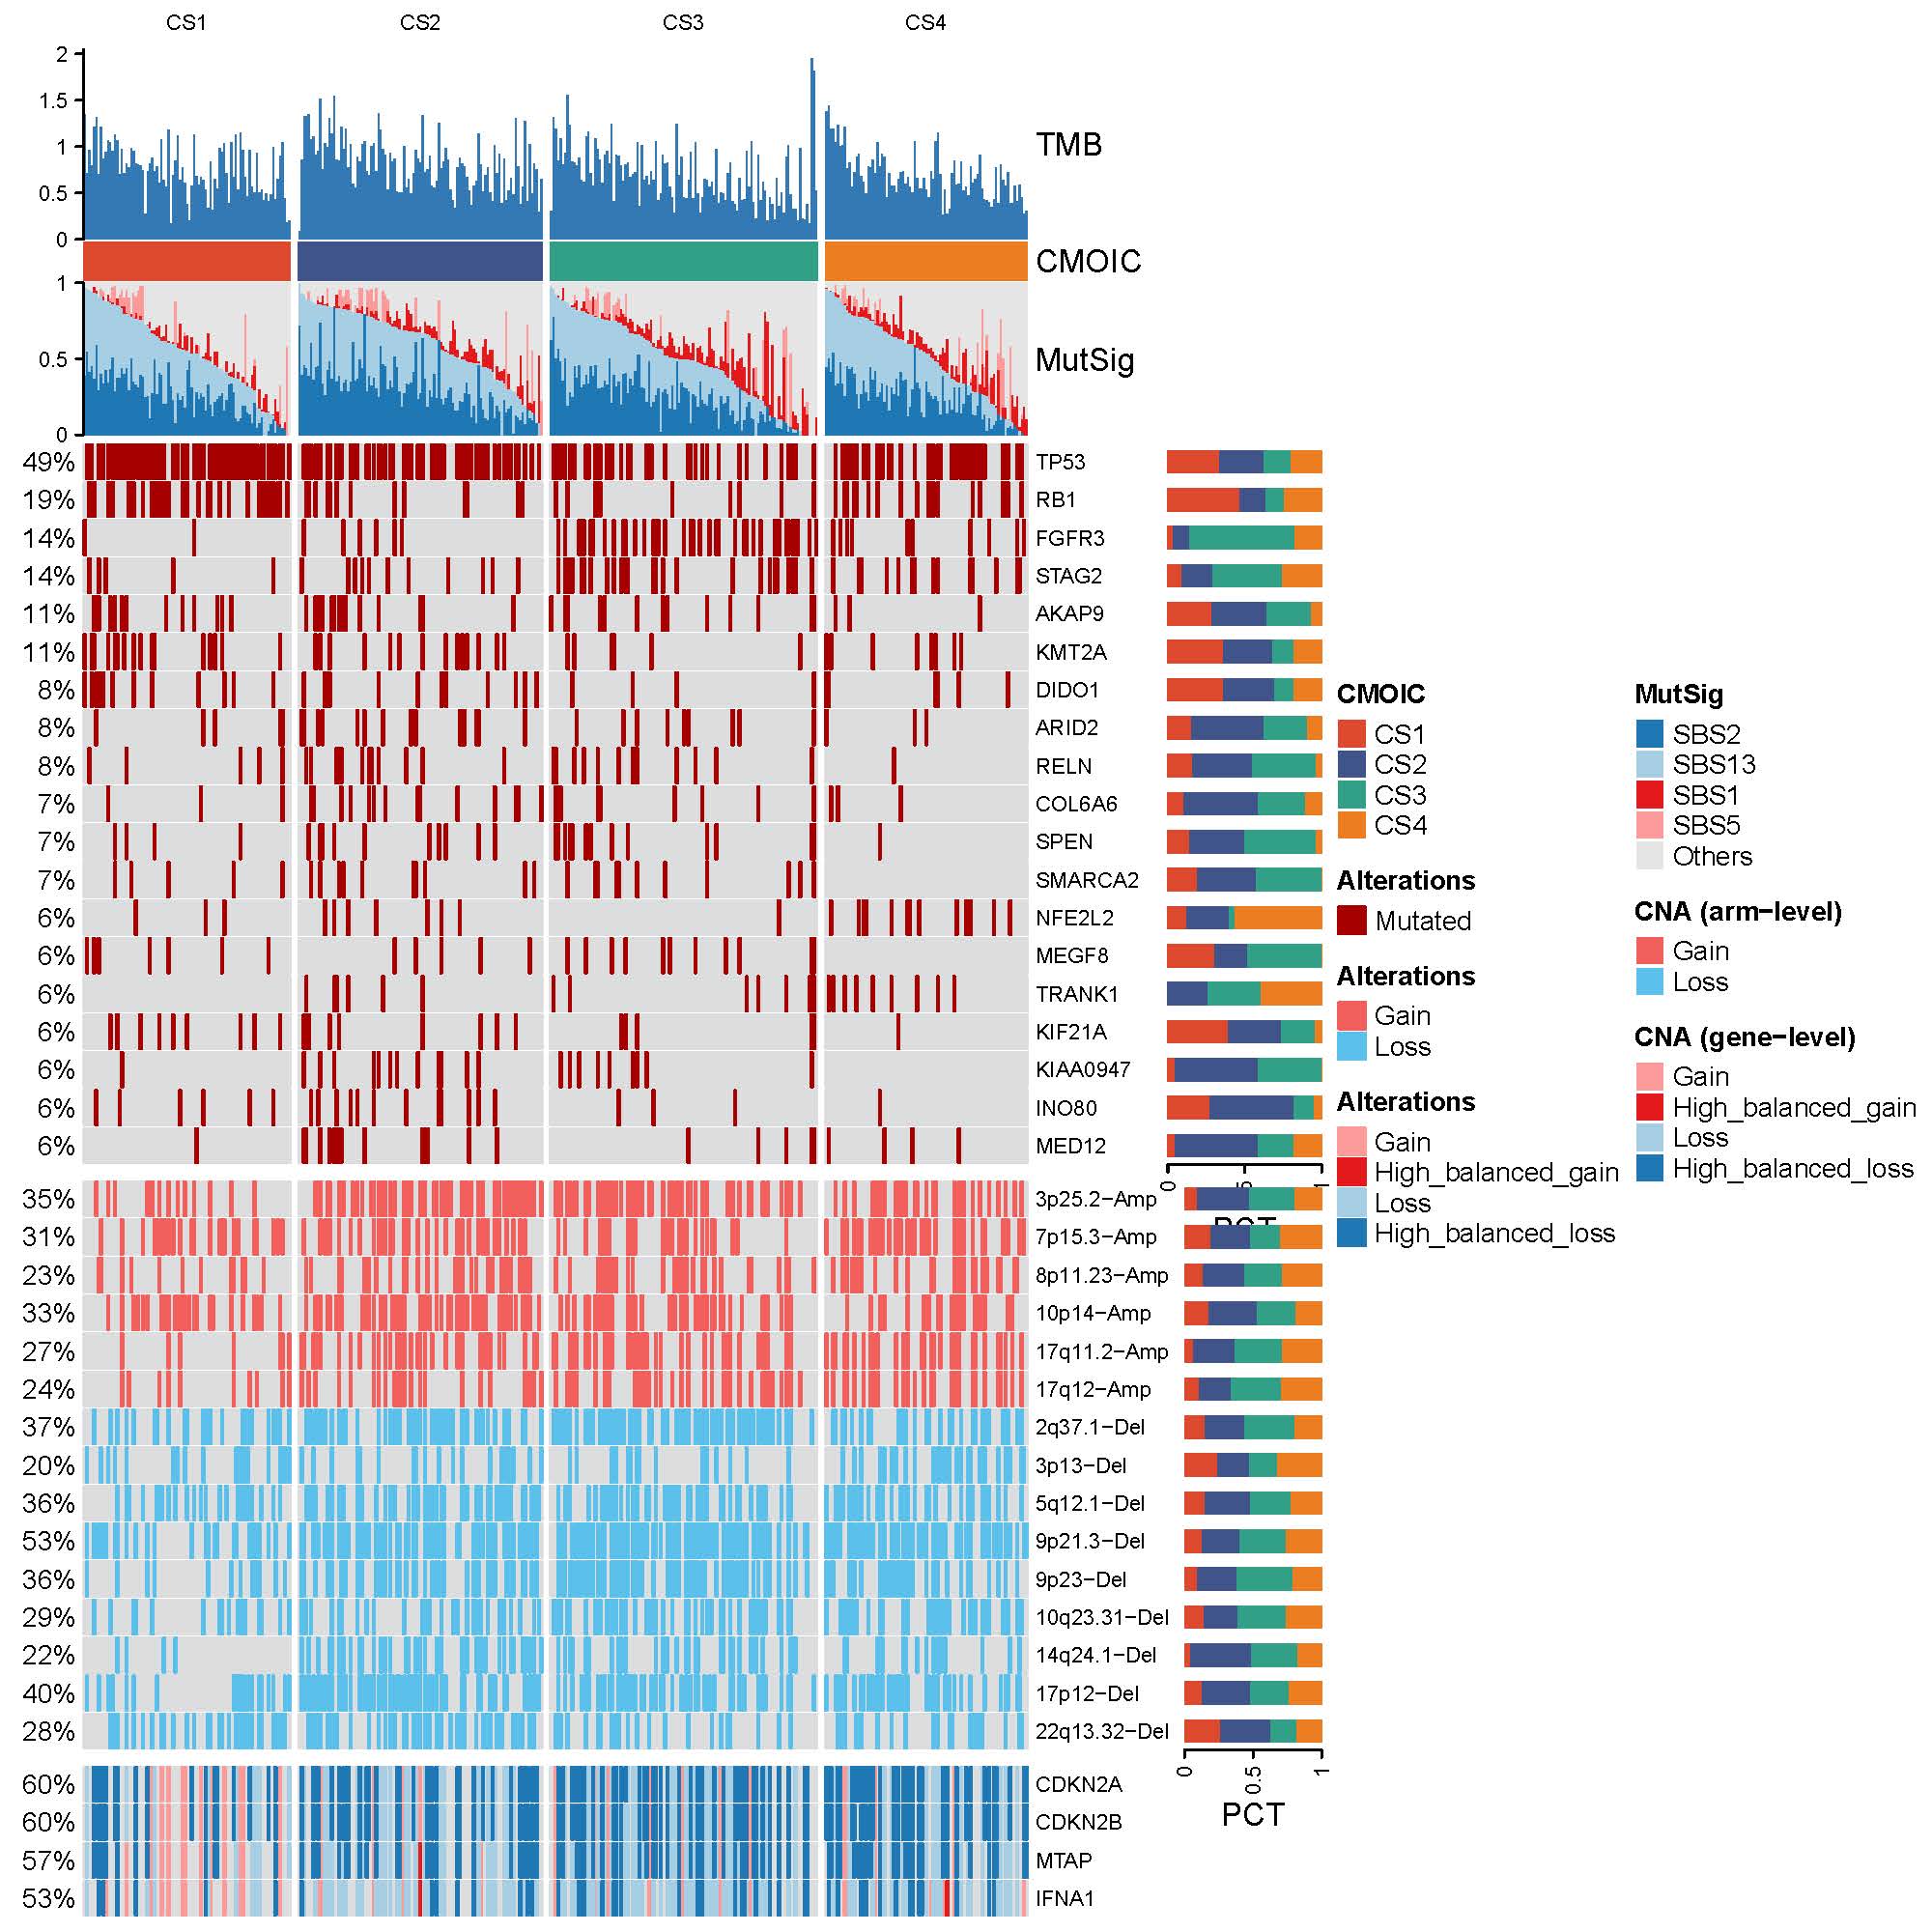 CS1 CS2 CS3 CS4
2
1.5
1
0.5
0
TMB
CMOIC
1
0.5
0
MutSig
49% TP53
19% RB1
14% FGFR3
14% STAG2
11% AKAP9
11% KMT2A
8% DIDO1
8% ARID2
8% RELN
7% COL6A6
7% SPEN
7% SMARCA2
6% NFE2L2
6% MEGF8
6% TRANK1
6% KIF21A
6% KIAA0947
6% INO80
6% MED12
0 1
35% 3p25.2−Amp
31% 7p15.3−Amp
23% 8p11.23−Amp
33% 10p14−Amp
27% 17q11.2−Amp
24% 17q12−Amp
37% 2q37.1−Del
20% 3p13−Del
36% 5q12.1−Del
53% 9p21.3−Del
36% 9p23−Del
29% 10q23.31−Del
22% 14q24.1−Del
40% 17p12−Del
28% 22q13.32−Del
0 0.5 1
PCT
60% CDKN2A
60% CDKN2B
57% MTAP
53% IFNA1
CMOIC
CS1
CS2
CS3
CS4
Alterations
Mutated
Alterations
Gain
Loss
Alterations
Gain
High_balanced_gain
Loss
High_balanced_loss
MutSig
SBS2
SBS13
SBS1
SBS5
Others
CNA (arm−level)
Gain
Loss
CNA (gene−level)
Gain
High_balanced_gain
Loss
High_balanced_loss